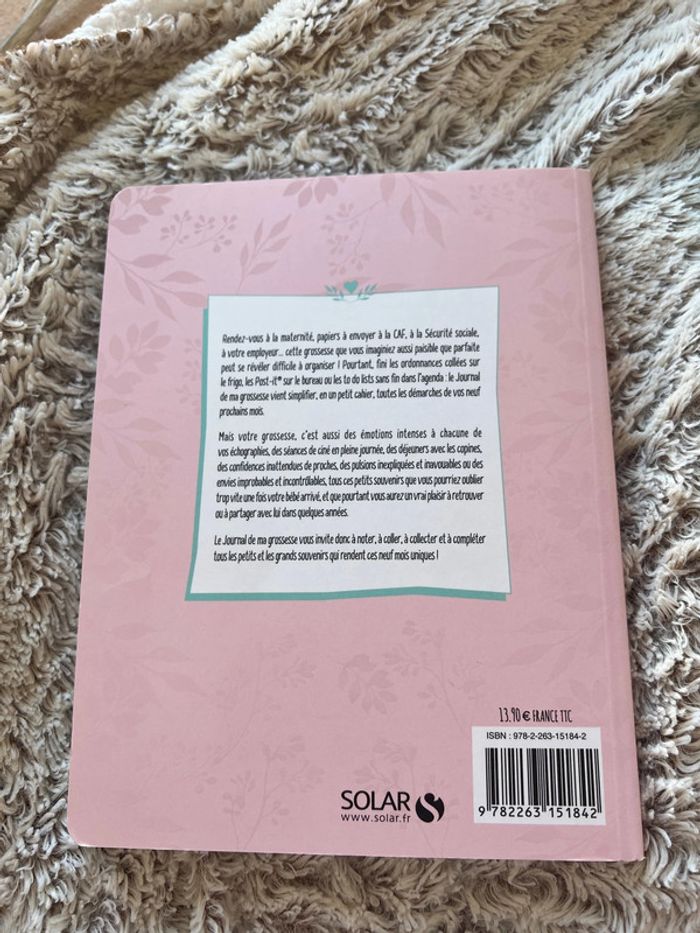 Rendez-vous à la maternité, papiers à envoyer à la CAF, à la Sécurité sociale,
à votre employeur... cette grossesse que vous imaginiez aussi paisible que parfaite
peut se révéler difficile à organiser ! Pourtant, fini les ordonnances collées sur
le frigo, les Post-it® sur le bureau ou les to do lists sans fin dans l'agenda : le Journal
de ma grossesse vient simplifier, en un petit cahier, toutes les démarches de vos neuf
prochains mois.
Mais votre grossesse, c'est aussi des émotions intenses à chacune de
vos échographies, des séances de ciné en pleine journée, des déjeuners avec les copines,
des confidences inattendues de proches, des pulsions inexpliquées et inavouables ou des
envies improbables et incontrôlables, tous ces petits souvenirs que vous pourriez oublier
trop vite une fois votre bébé arrivé, et que pourtant vous aurez un vrai plaisir à retrouver
ou à partager avec lui dans quelques années.
Le Journal de ma grossesse vous invite donc à noter, à coller, à collecter et à compléter
tous les petits et les grands souvenirs qui rendent ces neuf mois uniques !
13.90 € FRANCE TTC
ISBN : 978-2-263-15184-2
9 782263 151842
SOLAR
www.solar.fr